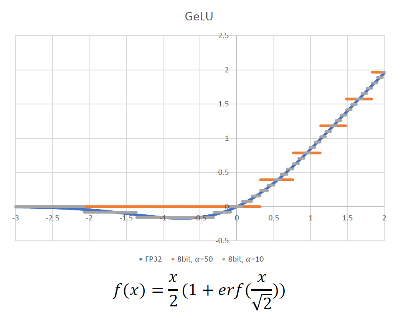 GeLU
2.5
2
1.5
1
0.5
0
-0.5
-3 -2.5 -2 -1.5 -1 -0.5 0 0.5 1 1.5 2
FP32 8bit, α=50 8bit, α=10
f(x) = x/2 (1 + erf(x/√2))